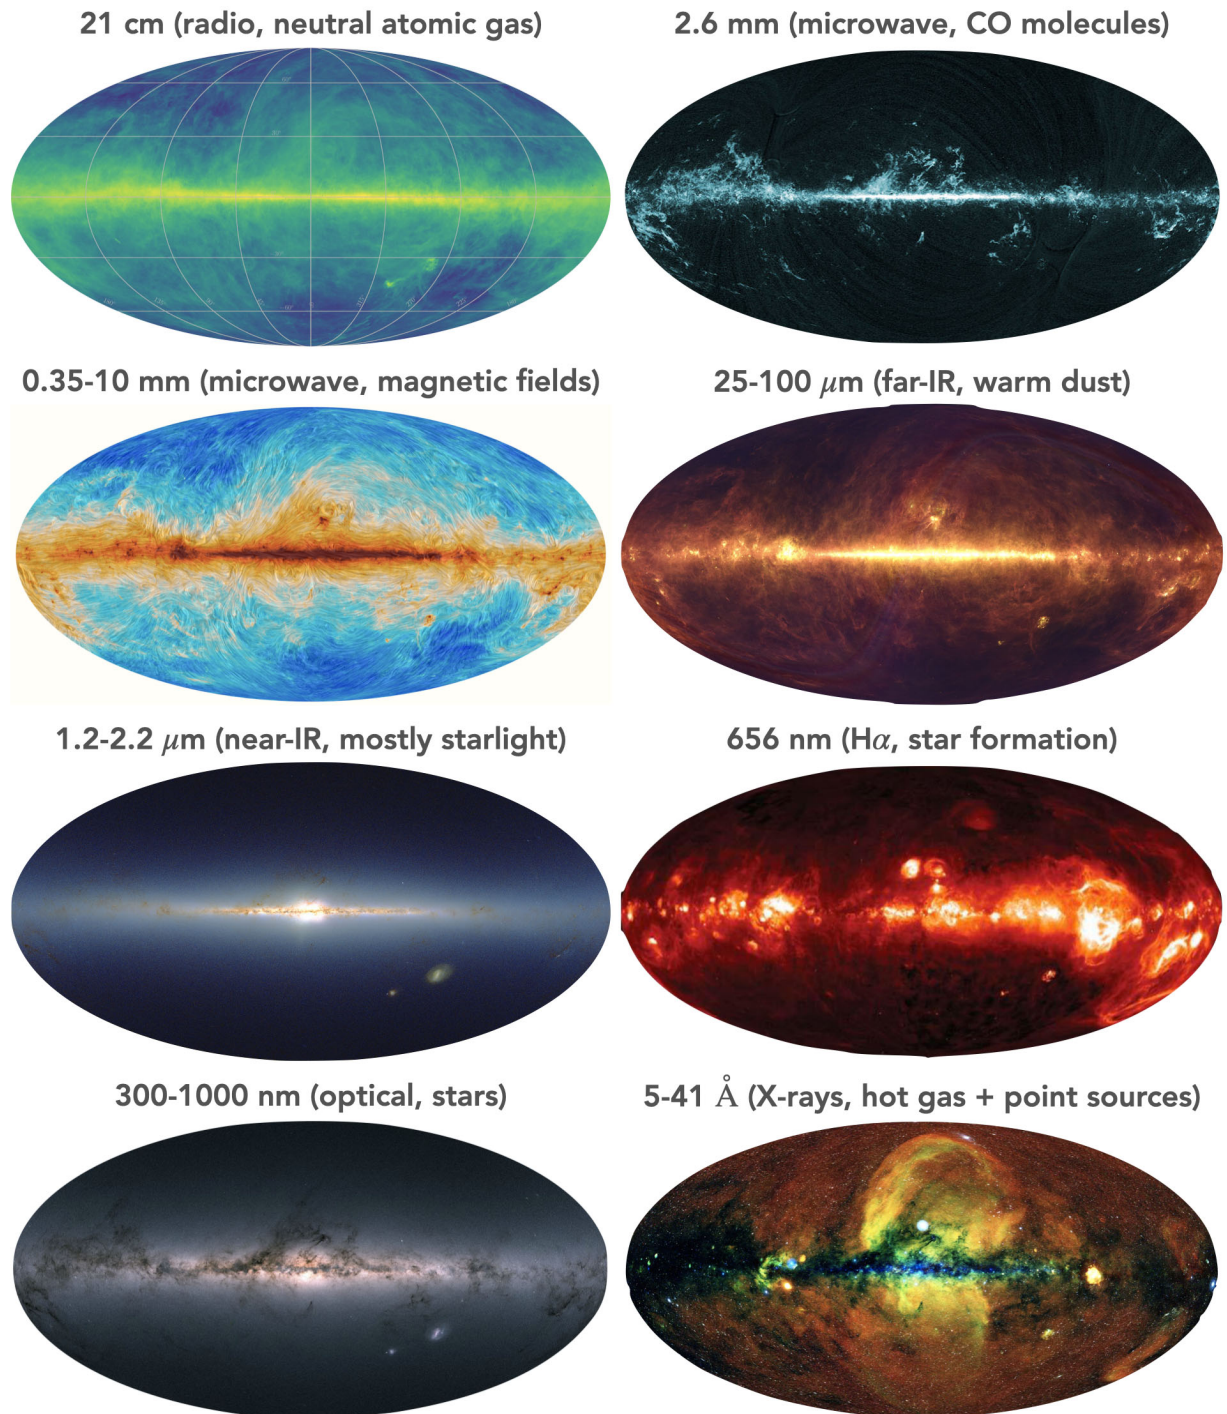 21 cm (radio, neutral atomic gas)
2.6 mm (microwave, CO molecules)
0.35-10 mm (microwave, magnetic fields)
25-100 μm (far-IR, warm dust)
1.2-2.2 μm (near-IR, mostly starlight)
656 nm (Hα, star formation)
300-1000 nm (optical, stars)
5-41 Å (X-rays, hot gas + point sources)